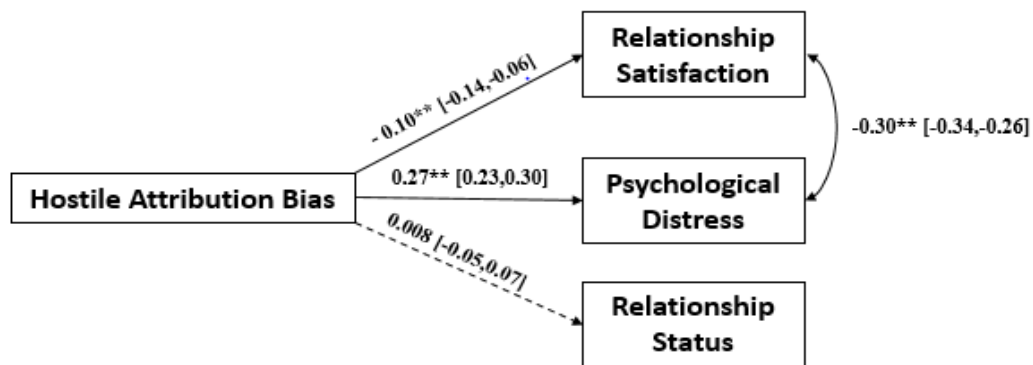 Relationship
Satisfaction
- 0.10** [-0.14,-0.06]
-0.30** [-0.34,-0.26]
Hostile Attribution Bias
0.27** [0.23,0.30]
Psychological
Distress
0.008 [-0.05,0.07]
Relationship
Status